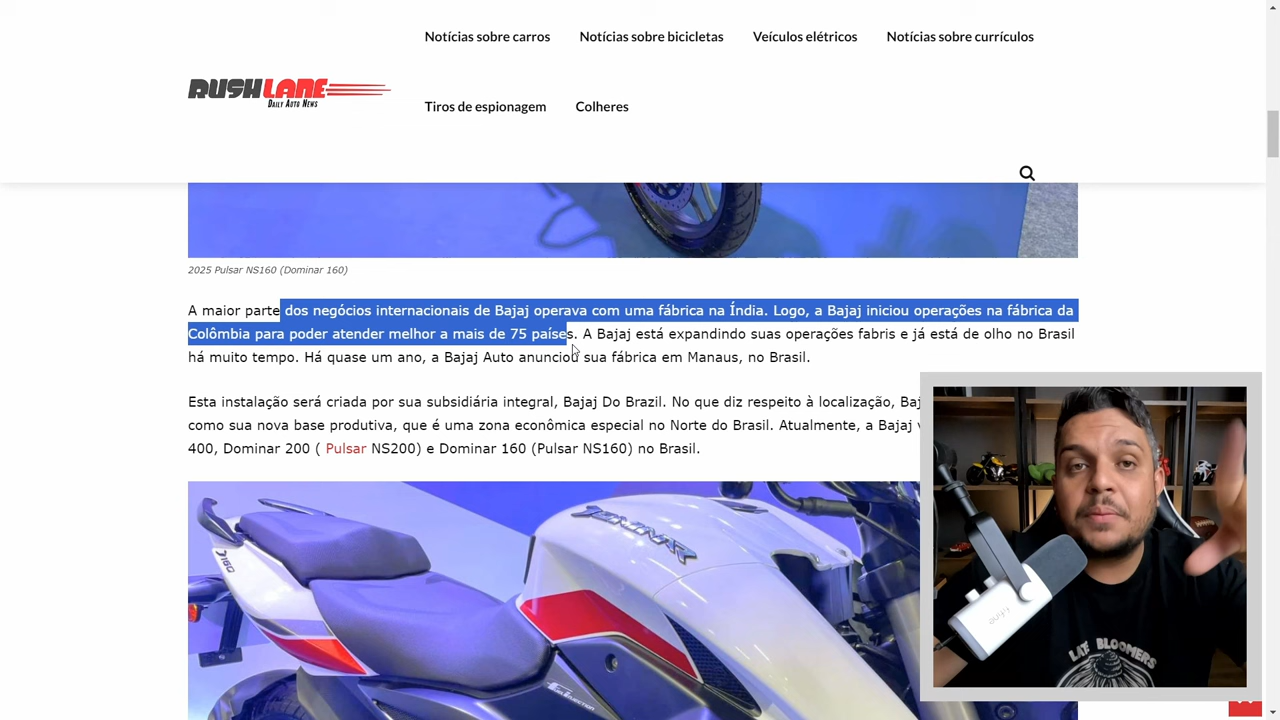 Notícias sobre carros Notícias sobre bicicletas Veículos elétricos Notícias sobre currículos
RUSHLANE
DAILY AUTO NEWS
Tiros de espionagem Colheres
2025 Pulsar NS160 (Dominar 160)
A maior parte dos negócios internacionais de Bajaj operava com uma fábrica na Índia. Logo, a Bajaj iniciou operações na fábrica da
Colômbia para poder atender melhor a mais de 75 países. A Bajaj está expandindo suas operações fabris e já está de olho no Brasil
há muito tempo. Há quase um ano, a Bajaj Auto anunciou sua fábrica em Manaus, no Brasil.
Esta instalação será criada por sua subsidiária integral, Bajaj Do Brazil. No que diz respeito à localização,
como sua nova base produtiva, que é uma zona econômica especial no Norte do Brasil. Atualmente, a Bajaj
400, Dominar 200 ( Pulsar NS200) e Dominar 160 (Pulsar NS160) no Brasil.
D160
fifine
LATE BLOOMERS